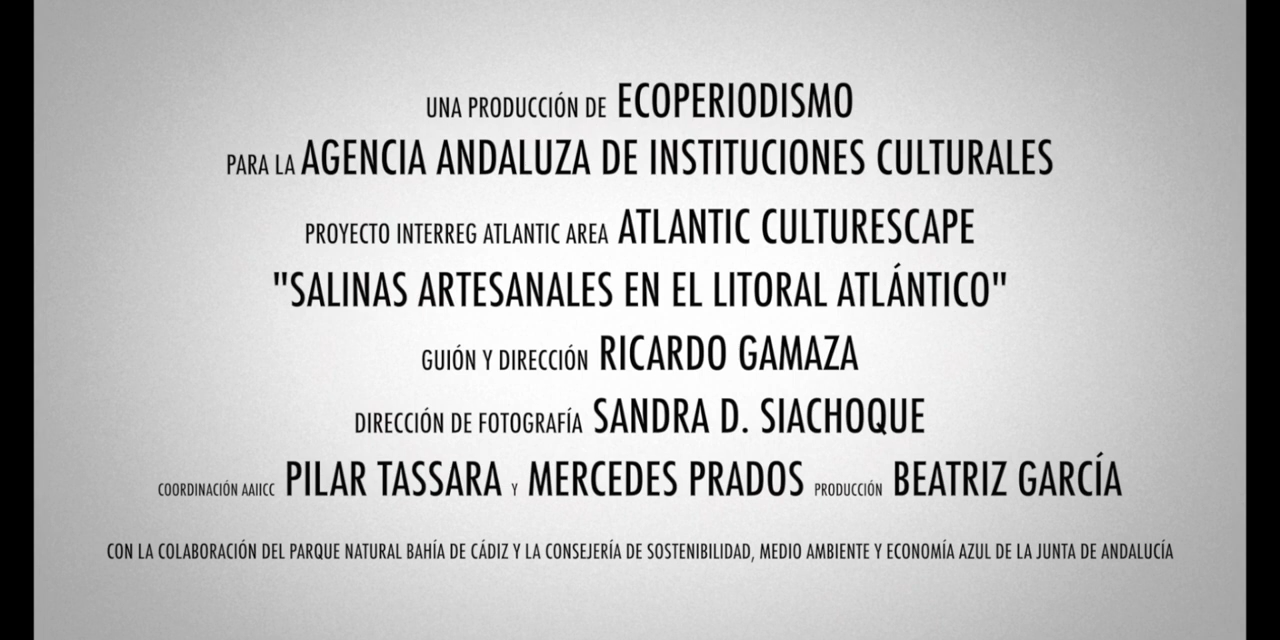 UNA PRODUCCIÓN DE ECOPERIODISMO
PARA LA AGENCIA ANDALUZA DE INSTITUCIONES CULTURALES
PROYECTO INTERREG ATLANTIC AREA ATLANTIC CULTURESCAPE
"SALINAS ARTESANALES EN EL LITORAL ATLÁNTICO"
GUIÓN Y DIRECCIÓN RICARDO GAMAZA
DIRECCIÓN DE FOTOGRAFÍA SANDRA D. SIACHOQUE
COORDINACIÓN AAIICC PILAR TASSARA Y MERCEDES PRADOS PRODUCCIÓN BEATRIZ GARCÍA
CON LA COLABORACIÓN DEL PARQUE NATURAL BAHÍA DE CÁDIZ Y LA CONSEJERÍA DE SOSTENIBILIDAD, MEDIO AMBIENTE Y ECONOMÍA AZUL DE LA JUNTA DE ANDALUCÍA